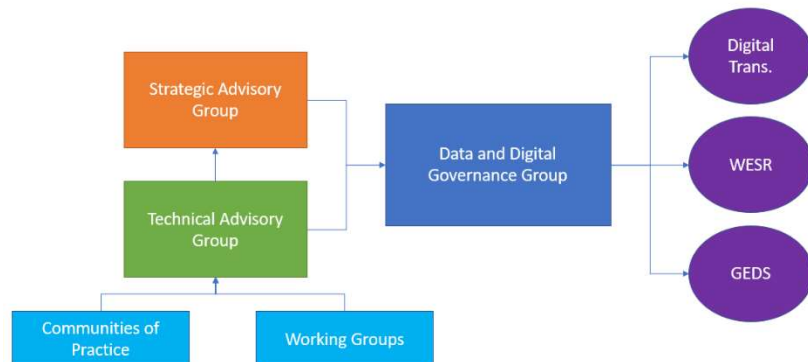 Strategic Advisory
Group
Technical Advisory
Group
Communities of
Practice
Working Groups
Data and Digital
Governance Group
Digital
Trans.
WESR
GEDS